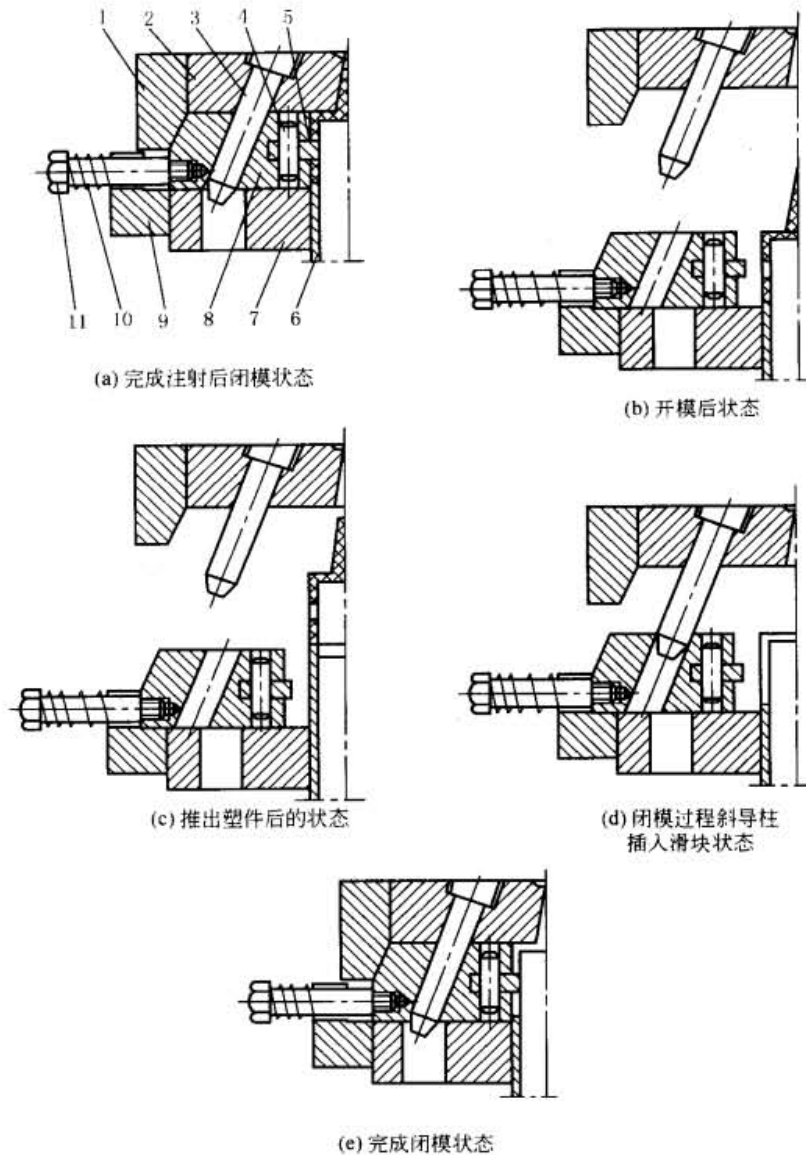 1 2 3 4 5
11 10 9 8 7 6
(a) 完成注射后闭模状态
(b) 开模后状态
(c) 推出塑件后的状态
(d) 闭模过程斜导柱
插入滑块状态
(e) 完成闭模状态